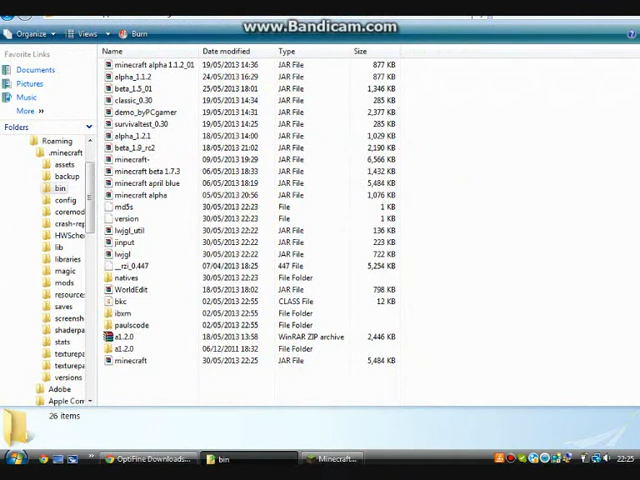 www.Bandicam.com
Organize Views Burn
Favorite Links
Documents
Pictures
Music
More »
Folders
Roaming
.minecraft
assets
backup
bin
config
coremod
crash-rep
HWSche
lib
libraries
magic
mods
resource
saves
screensh
shaderpa
stats
texturepa
texturepa
versions
Adobe
Apple Com
Name Date modified Type Size
minecraft alpha 1.1.2_01 19/05/2013 14:36 JAR File 877 KB
alpha_1.1.2 24/03/2013 16:29 JAR File 877 KB
beta_1.5_01 25/05/2013 18:01 JAR File 1,346 KB
classic_0.30 19/05/2013 14:34 JAR File 285 KB
demo_byPCgamer 19/05/2013 14:31 JAR File 2,377 KB
survivaltest_0.30 19/05/2013 14:25 JAR File 285 KB
alpha_1.2.1 18/05/2013 14:00 JAR File 1,029 KB
beta_1.9_rc2 18/05/2013 21:02 JAR File 2,190 KB
minecraft- 09/05/2013 19:29 JAR File 6,566 KB
minecraft beta 1.7.3 06/05/2013 18:33 JAR File 1,432 KB
minecraft april blue 06/05/2013 18:19 JAR File 5,484 KB
minecraft alpha 05/05/2013 20:56 JAR File 1,076 KB
md5s 30/05/2013 22:23 File 1 KB
version 30/05/2013 22:23 File 1 KB
lwjgl_util 30/05/2013 22:22 JAR File 136 KB
jinput 30/05/2013 22:22 JAR File 223 KB
lwjgl 30/05/2013 22:22 JAR File 722 KB
__rzi_0.447 07/04/2013 18:25 447 File 5,254 KB
natives 30/05/2013 22:23 File Folder
WorldEdit 30/05/2013 18:18 JAR File 798 KB
bkc 02/05/2013 22:55 CLASS File 12 KB
ibxm 02/05/2013 22:55 File Folder
paulscode 02/05/2013 22:55 File Folder
a1.2.0 18/05/2013 13:58 WinRAR ZIP archive 2,446 KB
a1.2.0 06/12/2011 18:32 File Folder
minecraft 30/05/2013 22:25 JAR File 5,484 KB
26 items
OptiFine Downloads... bin Minecraft... 22:25